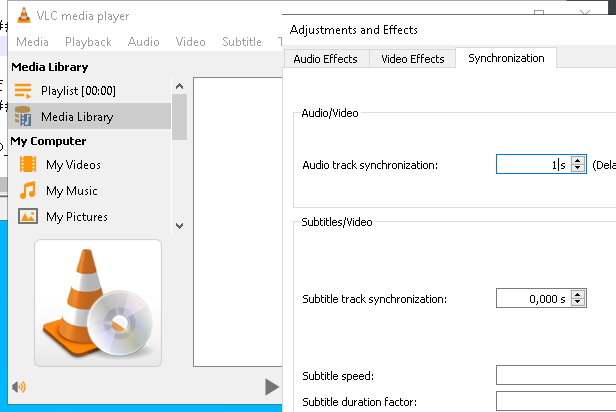 VLC media player
Media Playback Audio Video Subtitle
Media Library
Playlist [00:00]
Media Library
My Computer
My Videos
My Music
My Pictures
Adjustments and Effects
Audio Effects Video Effects Synchronization
Audio/Video
Audio track synchronization: 1 s
Subtitles/Video
Subtitle track synchronization: 0,000 s
Subtitle speed:
Subtitle duration factor: